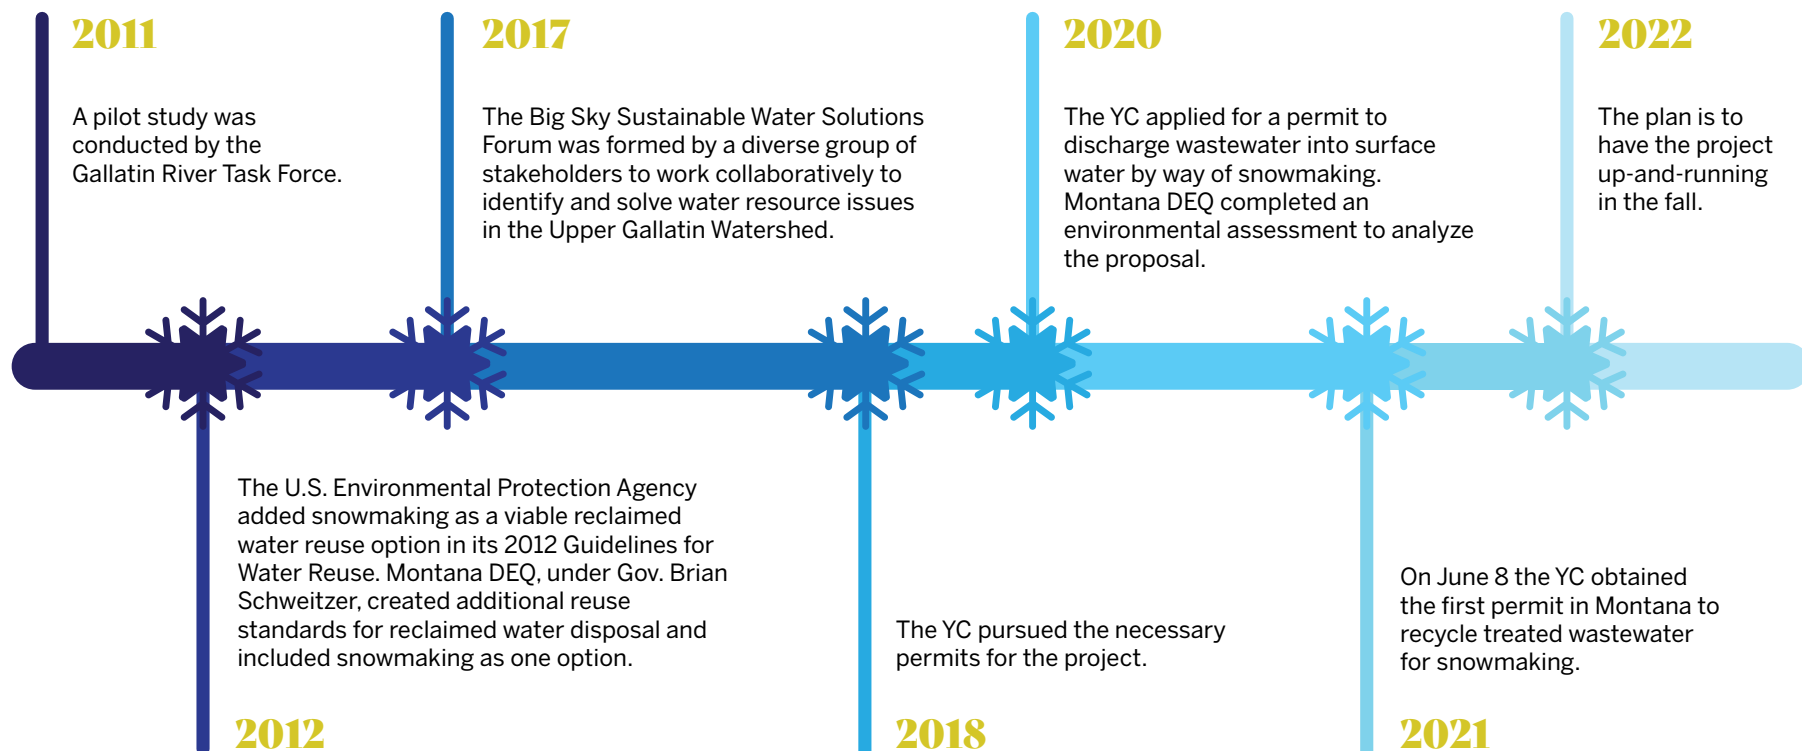 2011
A pilot study was
conducted by the
Gallatin River Task Force.
2012
The U.S. Environmental Protection Agency
added snowmaking as a viable reclaimed
water reuse option in its 2012 Guidelines for
Water Reuse. Montana DEQ, under Gov. Brian
Schweitzer, created additional reuse
standards for reclaimed water disposal and
included snowmaking as one option.
2017
The Big Sky Sustainable Water Solutions
Forum was formed by a diverse group of
stakeholders to work collaboratively to
identify and solve water resource issues
in the Upper Gallatin Watershed.
2018
The YC pursued the necessary
permits for the project.
2020
The YC applied for a permit to
discharge wastewater into surface
water by way of snowmaking.
Montana DEQ completed an
environmental assessment to analyze
the proposal.
2021
On June 8 the YC obtained
the first permit in Montana to
recycle treated wastewater
for snowmaking.
2022
The plan is to
have the project
up-and-running
in the fall.